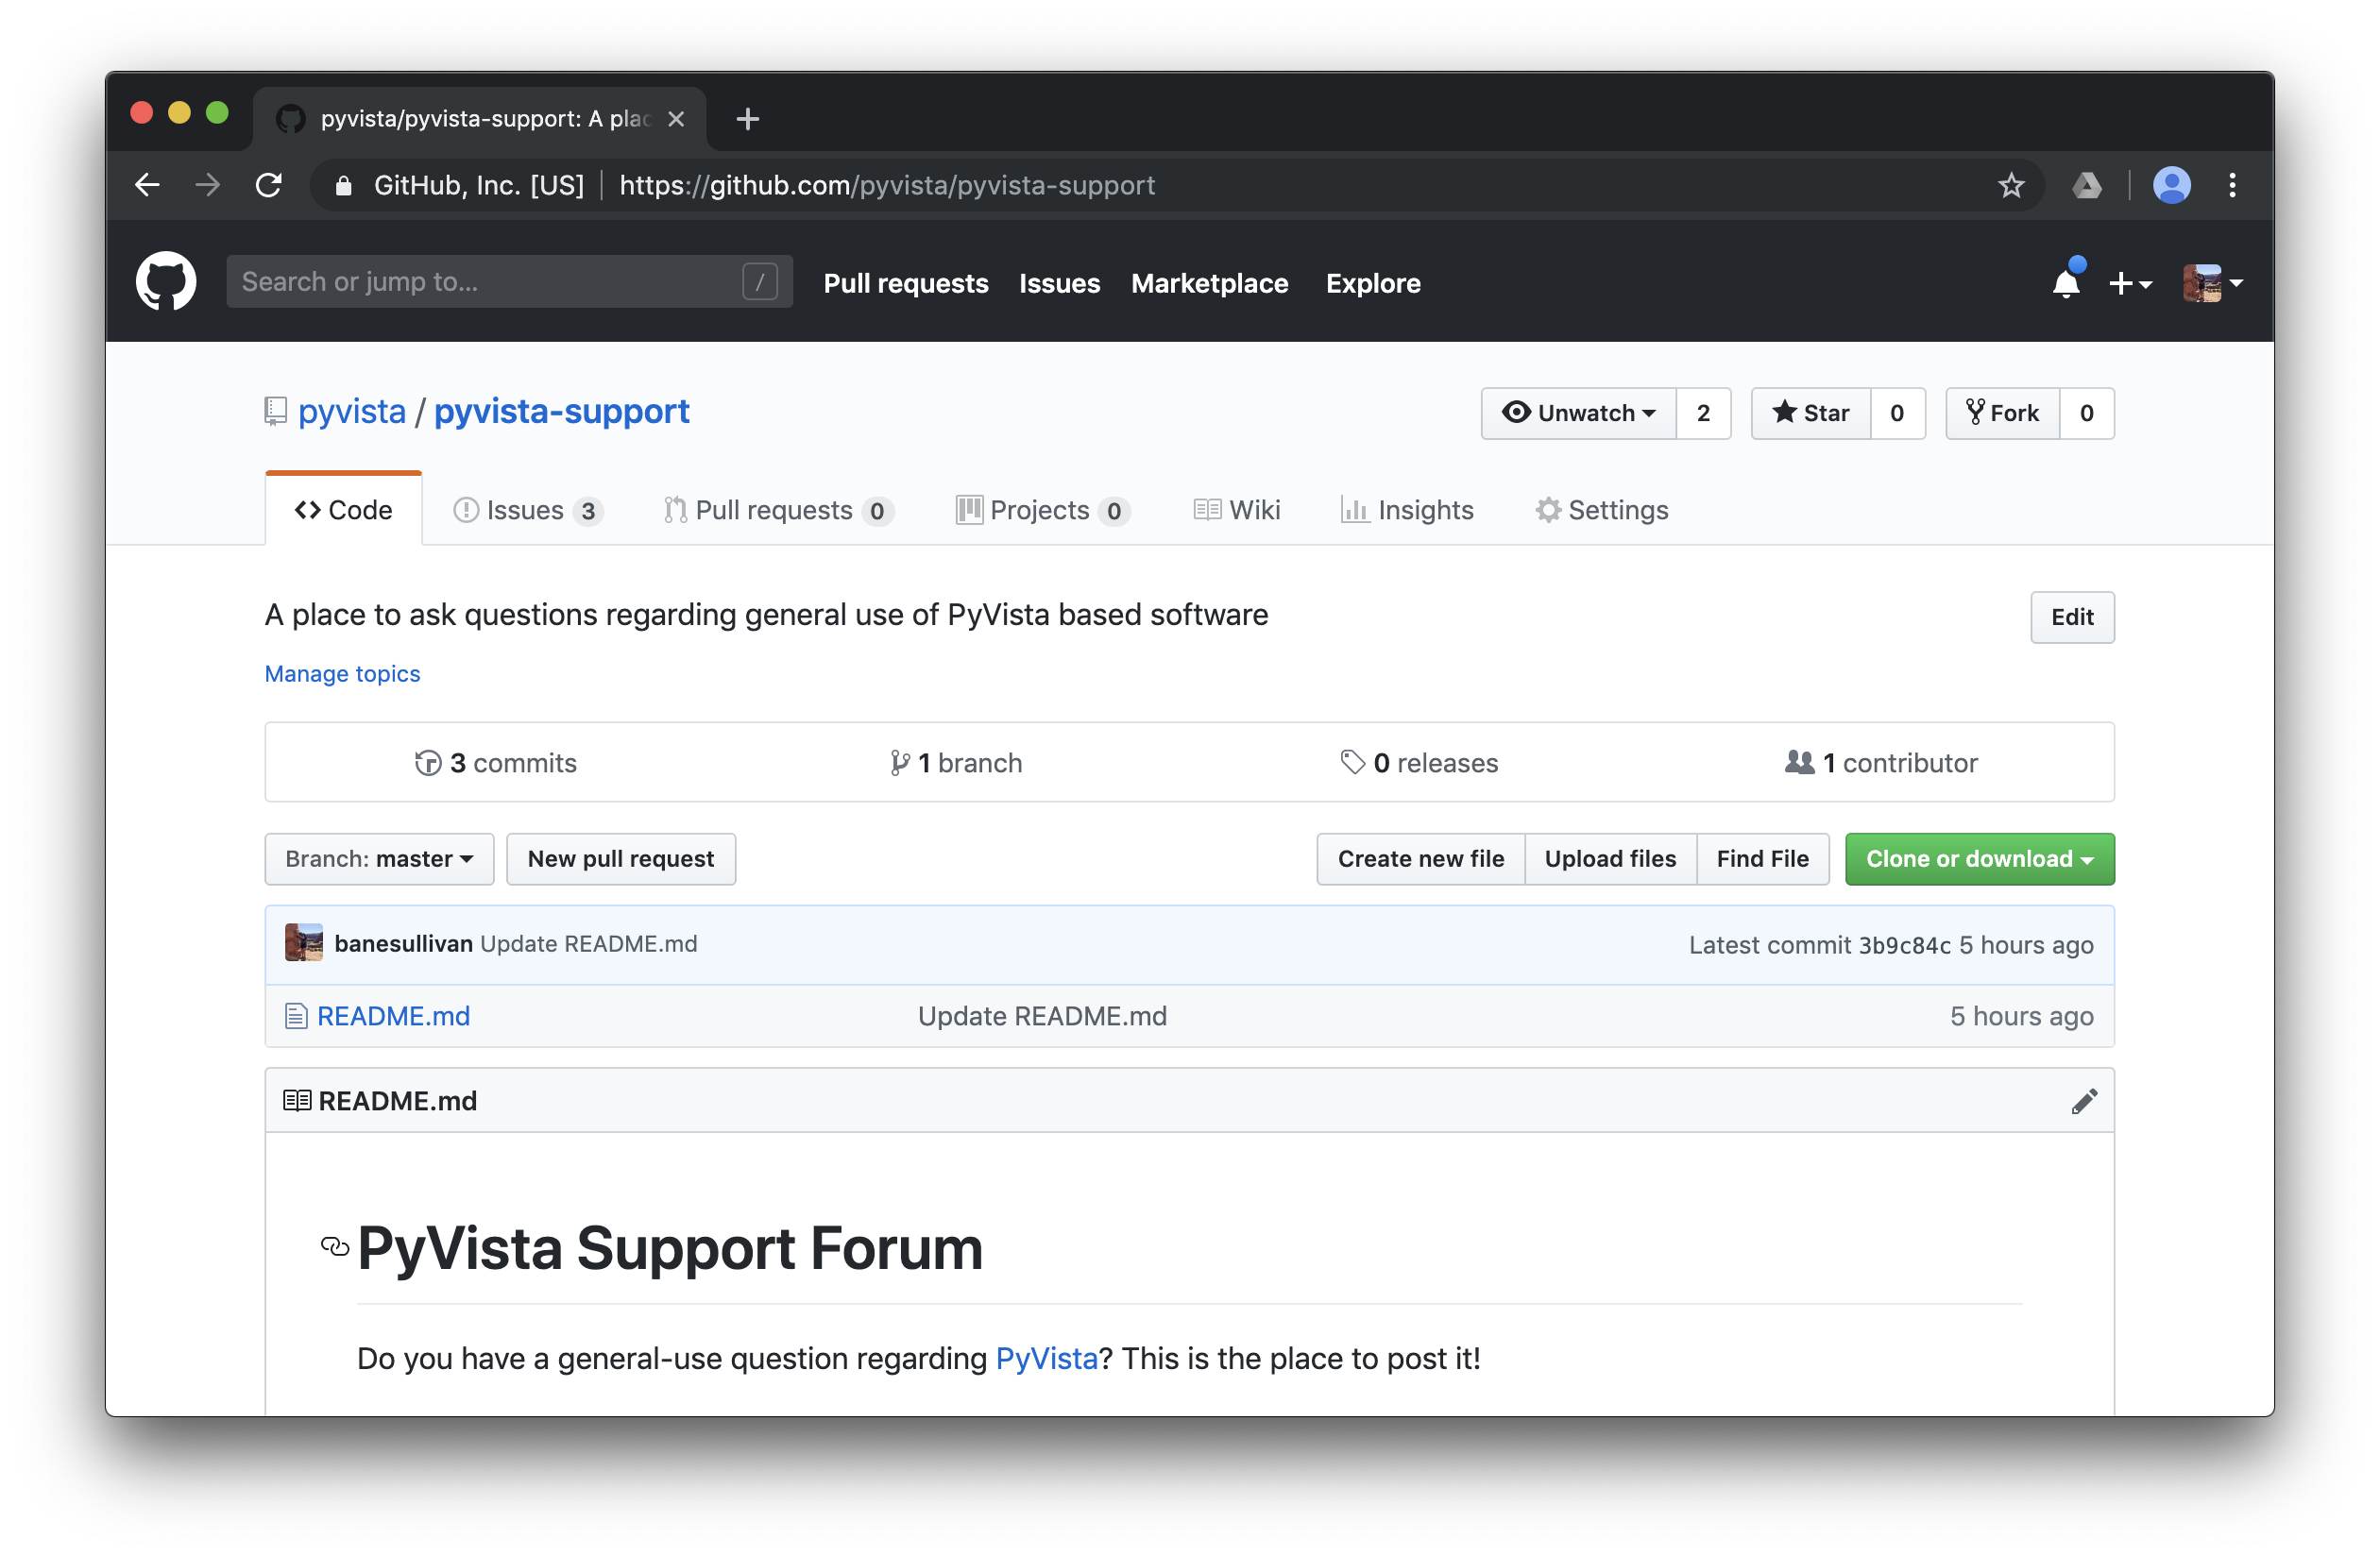 pyvista/pyvista-support: A plac
GitHub, Inc. [US] https://github.com/pyvista/pyvista-support
Search or jump to... / Pull requests Issues Marketplace Explore
pyvista / pyvista-support Unwatch 2 Star 0 Fork 0
Code Issues 3 Pull requests 0 Projects 0 Wiki Insights Settings
A place to ask questions regarding general use of PyVista based software Edit
Manage topics
3 commits 1 branch 0 releases 1 contributor
Branch: master New pull request Create new file Upload files Find File Clone or download
banesullivan Update README.md Latest commit 3b9c84c 5 hours ago
README.md Update README.md 5 hours ago
README.md
PyVista Support Forum
Do you have a general-use question regarding PyVista? This is the place to post it!